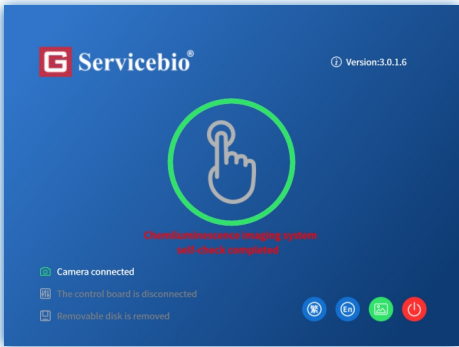 G Servicebio®
Version:3.0.1.6
Chemiluminescence imaging system
self-check completed
Camera connected
The control board is disconnected
Removable disk is removed
繁
En